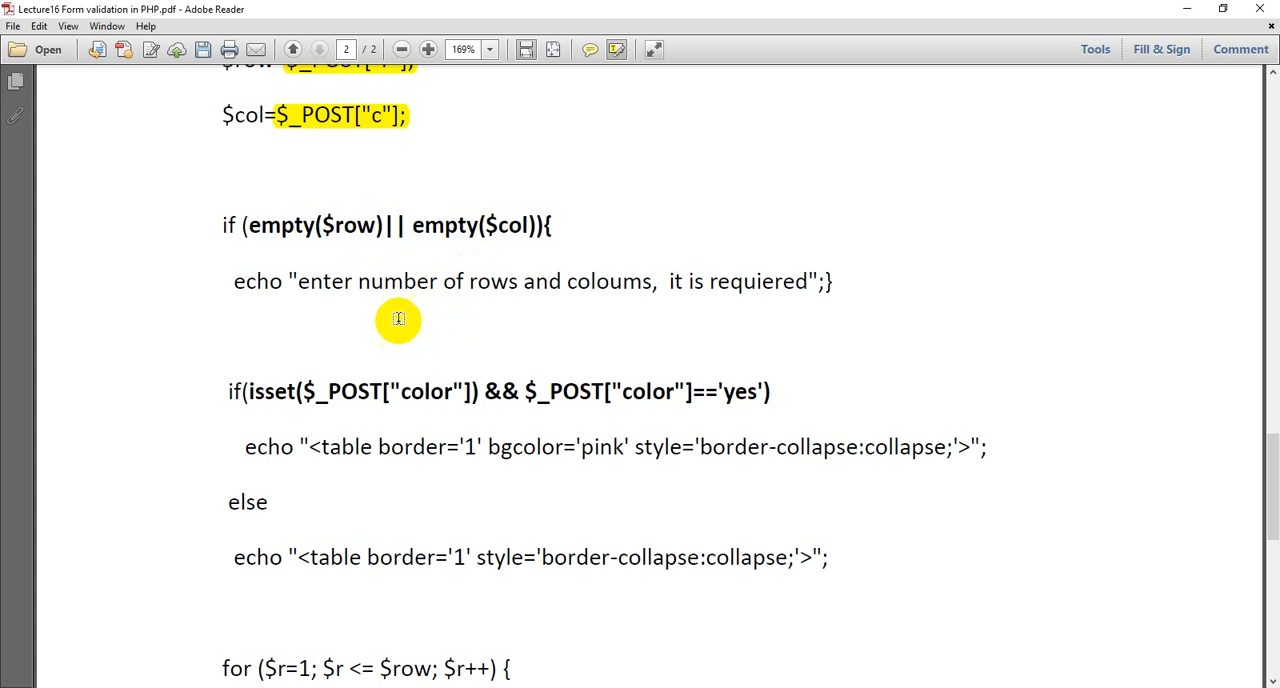 Lecture16 Form validation in PHP.pdf - Adobe Reader
File Edit View Window Help
Open 2 / 2 169% Tools Fill & Sign Comment
$col=$_POST["c"];
if (empty($row)|| empty($col)){
echo "enter number of rows and coloums,  it is requiered";}
if(isset($_POST["color"]) && $_POST["color"]=='yes')
echo "<table border='1' bgcolor='pink' style='border-collapse:collapse;'>";
else
echo "<table border='1' style='border-collapse:collapse;'>";
for ($r=1; $r <= $row; $r++) {